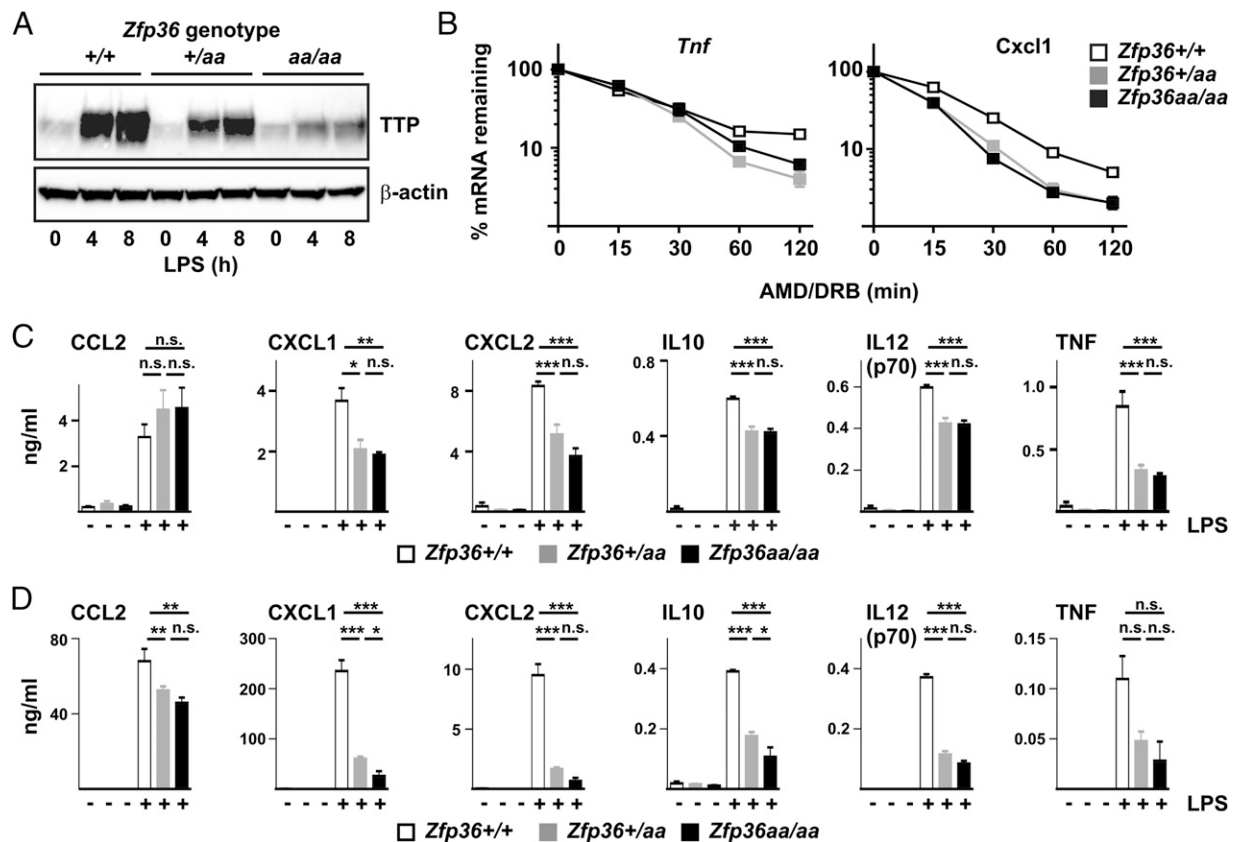 A
Zfp36 genotype
+/+ +/aa aa/aa
TTP
β-actin
0 4 8 0 4 8 0 4 8
LPS (h)
B
Tnf Cxcl1
Zfp36+/+
Zfp36+/aa
Zfp36aa/aa
% mRNA remaining
100 100
10 10
0 15 30 60 120 0 15 30 60 120
AMD/DRB (min)
C
CCL2 CXCL1 CXCL2 IL10 IL12 (p70) TNF
n.s. ** *** *** *** ***
n.s. n.s. * n.s. *** n.s. *** n.s. *** n.s. *** n.s.
ng/ml
4 2
4 2
8 4
0.8 0.4
0.6 0.4 0.2
1.0 0.5
- - - + + + - - - + + + - - - + + + - - - + + + - - - + + + - - - + + + LPS
Zfp36+/+ Zfp36+/aa Zfp36aa/aa
D
CCL2 CXCL1 CXCL2 IL10 IL12 (p70) TNF
** *** *** *** *** n.s.
** n.s. *** * *** n.s. *** * *** n.s. n.s. n.s.
ng/ml
80 40
300 200 100
10 5
0.4 0.2
0.4 0.2
0.15 0.10 0.05
- - - + + + - - - + + + - - - + + + - - - + + + - - - + + + - - - + + + LPS
Zfp36+/+ Zfp36+/aa Zfp36aa/aa